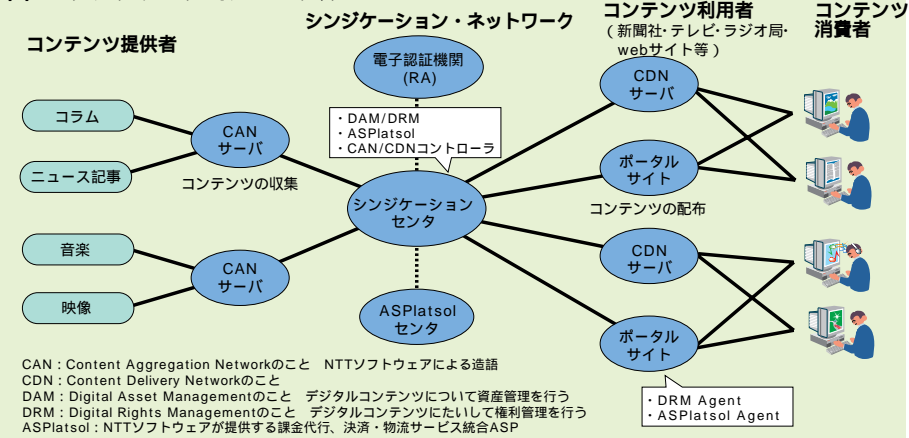 シンジケーション・ネットワーク
コンテンツ利用者
（新聞社・テレビ・ラジオ局・
webサイト等）
コンテンツ
消費者
コンテンツ提供者
電子認証機関
(RA)
・DAM/DRM
・ASPlatsol
・CAN/CDNコントローラ
コラム
ニュース記事
音楽
映像
CAN
サーバ
コンテンツの収集
CAN
サーバ
シンジケーション
センタ
ASPlatsol
センタ
CDN
サーバ
ポータル
サイト
コンテンツの配布
CDN
サーバ
ポータル
サイト
・DRM Agent
・ASPlatsol Agent
CAN：Content Aggregation Networkのこと　NTTソフトウェアによる造語
CDN：Content Delivery Networkのこと
DAM：Digital Asset Managementのこと　デジタルコンテンツについて資産管理を行う
DRM：Digital Rights Managementのこと　デジタルコンテンツにたいして権利管理を行う
ASPlatsol：NTTソフトウェアが提供する課金代行、決済・物流サービス統合ASP